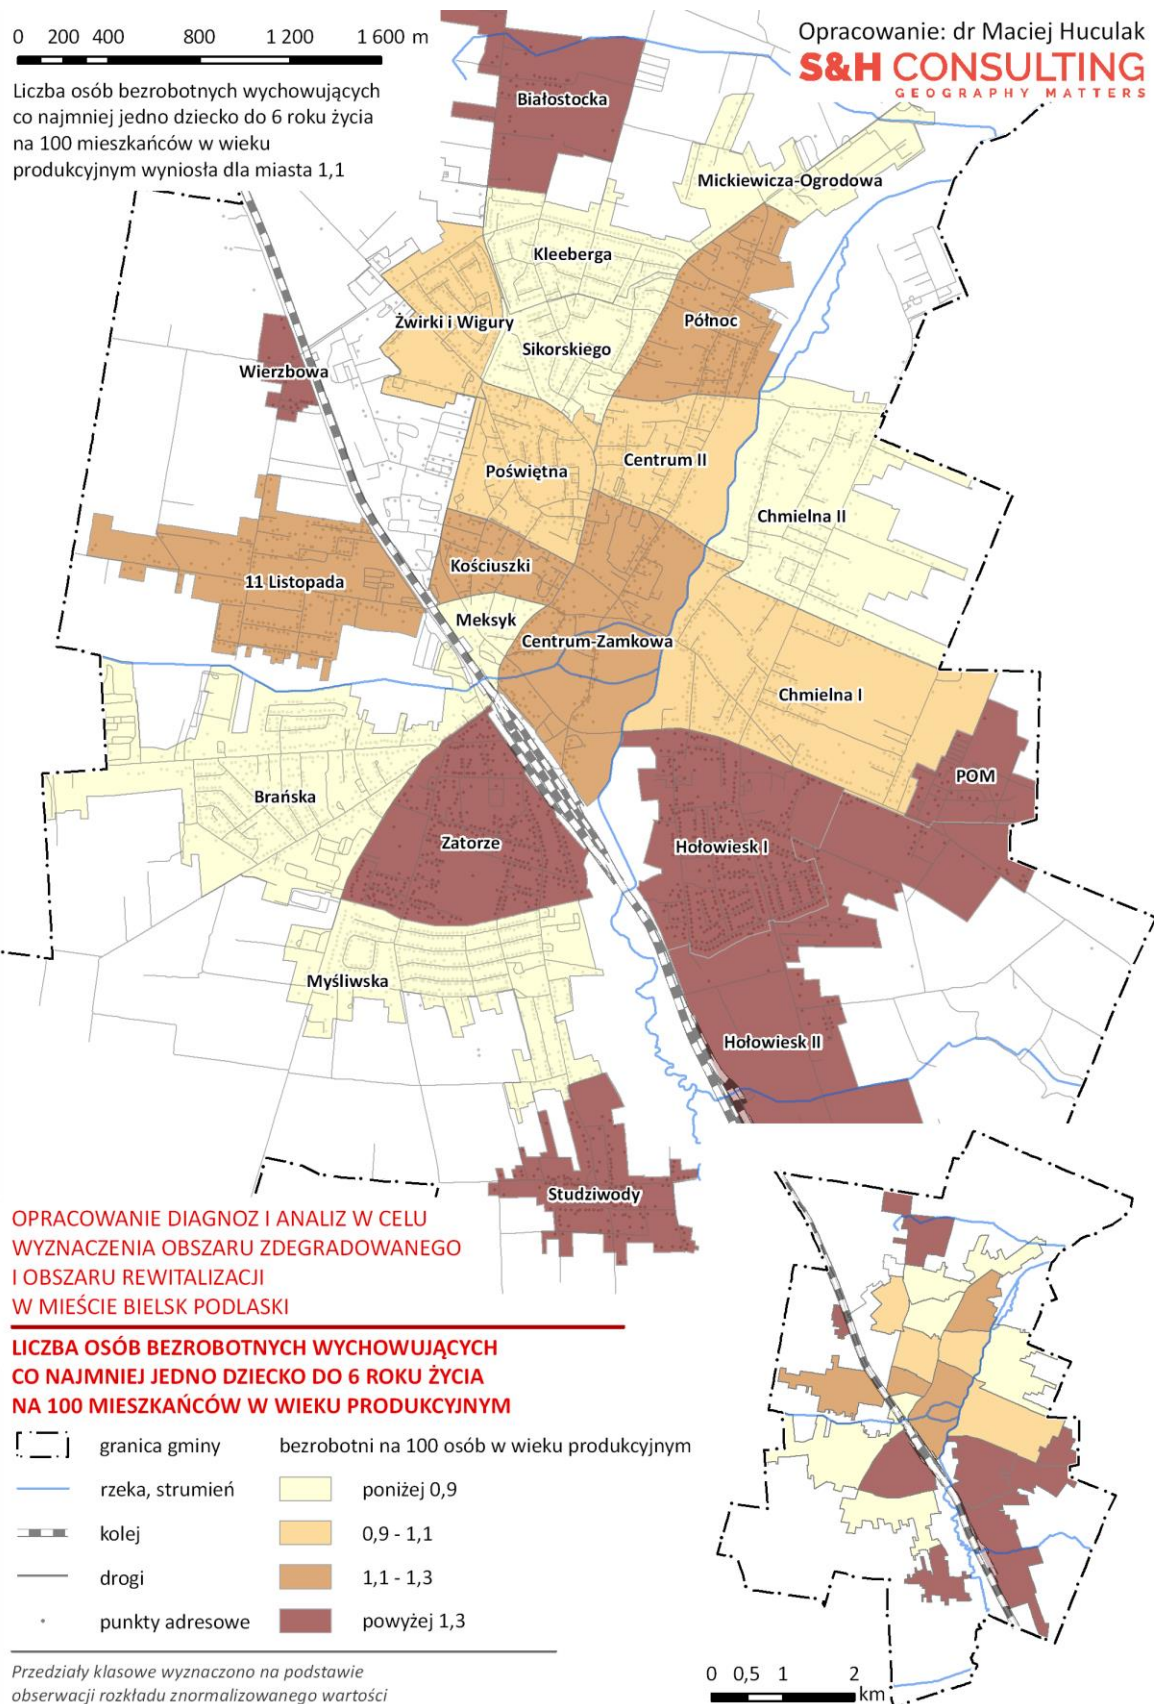 0 200 400 800 1 200 1 600 m
Opracowanie: dr Maciej Huculak
S&H CONSULTING
GEOGRAPHY MATTERS
Liczba osób bezrobotnych wychowujących
co najmniej jedno dziecko do 6 roku życia
na 100 mieszkańców w wieku
produkcyjnym wyniosła dla miasta 1,1
Białostocka
Mickiewicza-Ogrodowa
Kleeberga
Żwirki i Wigury
Północ
Sikorskiego
Wierzbowa
Centrum II
Poświętna
Chmielna II
Kościuszki
11 Listopada
Meksyk
Centrum-Zamkowa
Chmielna I
POM
Brańska
Zatorze
Hołowiesk I
Myśliwska
Hołowiesk II
Studziwody
OPRACOWANIE DIAGNOZ I ANALIZ W CELU
WYZNACZENIA OBSZARU ZDEGRADOWANEGO
I OBSZARU REWITALIZACJI
W MIEŚCIE BIELSK PODLASKI
LICZBA OSÓB BEZROBOTNYCH WYCHOWUJĄCYCH
CO NAJMNIEJ JEDNO DZIECKO DO 6 ROKU ŻYCIA
NA 100 MIESZKAŃCÓW W WIEKU PRODUKCYJNYM
granica gminy
bezrobotni na 100 osób w wieku produkcyjnym
rzeka, strumień
poniżej 0,9
kolej
0,9 - 1,1
drogi
1,1 - 1,3
punkty adresowe
powyżej 1,3
Przedziały klasowe wyznaczono na podstawie
obserwacji rozkładu znormalizowanego wartości
0 0,5 1 2
km